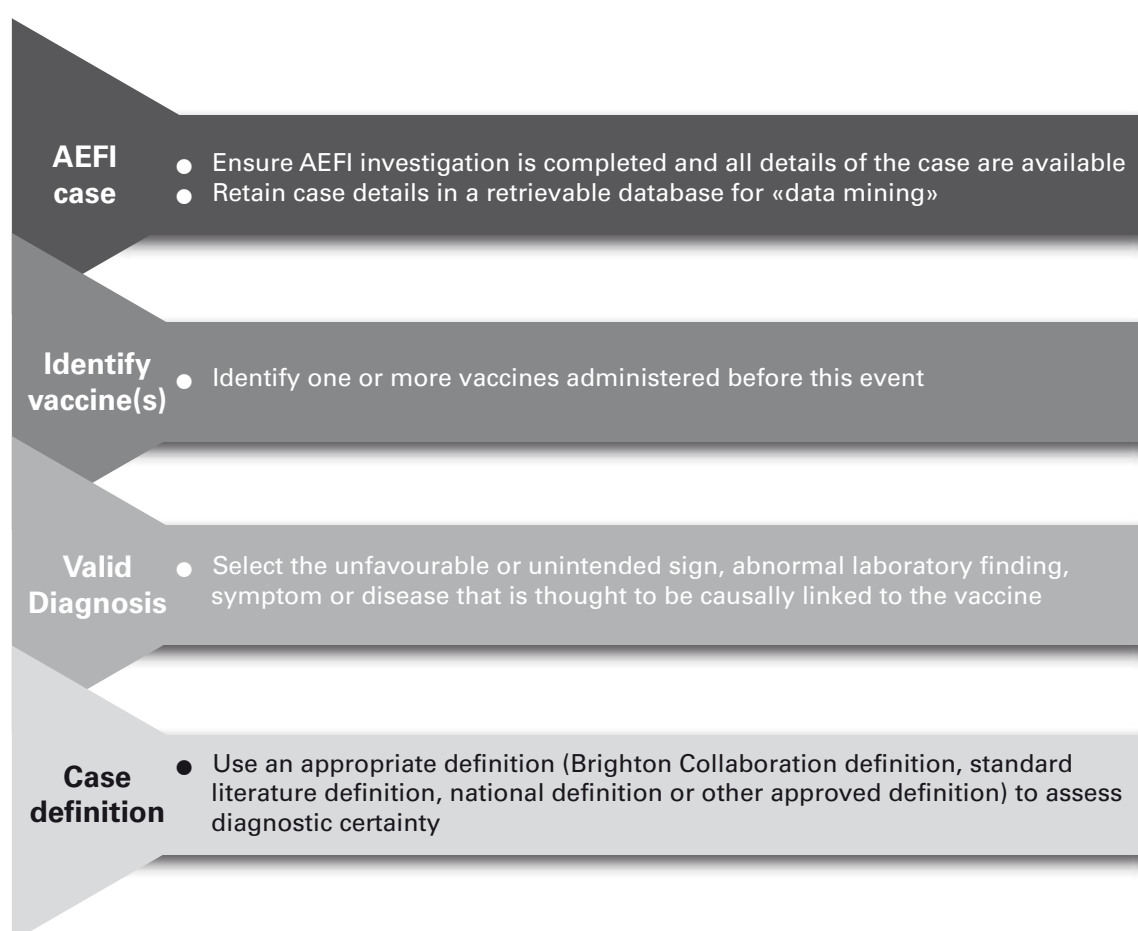 AEFI
case
● Ensure AEFI investigation is completed and all details of the case are available
● Retain case details in a retrievable database for «data mining»
Identify
vaccine(s)
● Identify one or more vaccines administered before this event
Valid
Diagnosis
● Select the unfavourable or unintended sign, abnormal laboratory finding,
symptom or disease that is thought to be causally linked to the vaccine
Case
definition
● Use an appropriate definition (Brighton Collaboration definition, standard
literature definition, national definition or other approved definition) to assess
diagnostic certainty